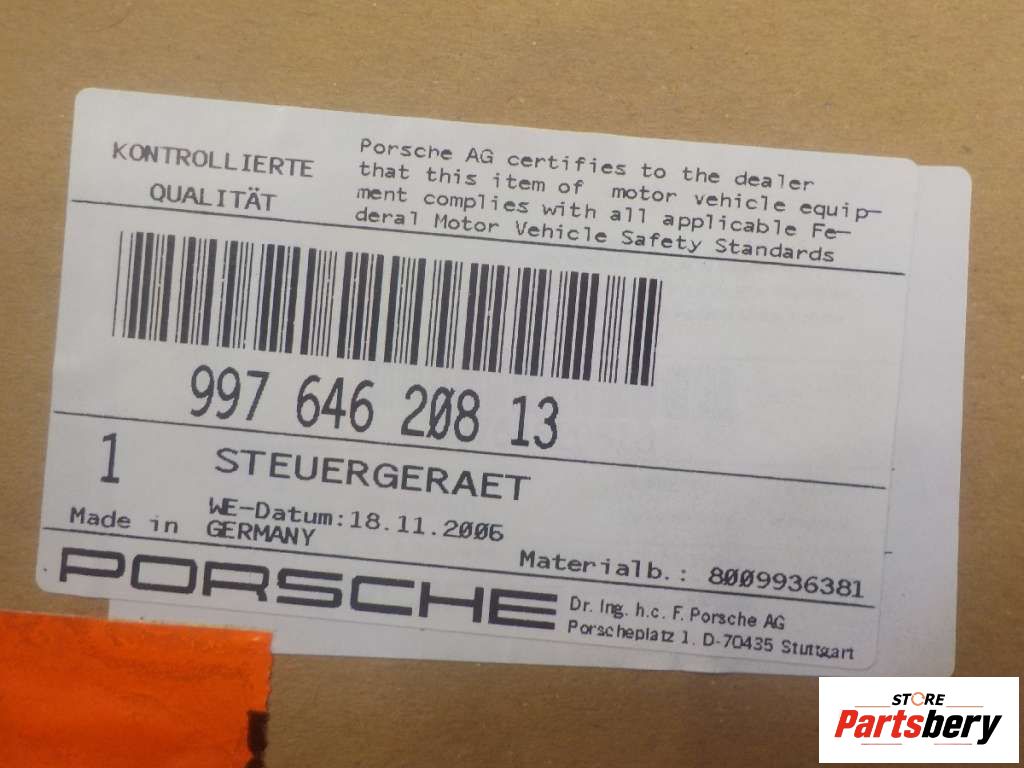 KONTROLLIERTE
QUALITÄT
Porsche AG certifies to the dealer
that this item of motor vehicle equip-
ment complies with all applicable Fe-
deral Motor Vehicle Safety Standards
997 646 208 13
1
STEUERGERAET
WE-Datum:18.11.2006
Made in GERMANY
Materialb.: 8009936381
PORSCHE
Dr. Ing. h.c. F. Porsche AG
Porscheplatz 1. D-70435 Stuttgart
STORE
Partsbery